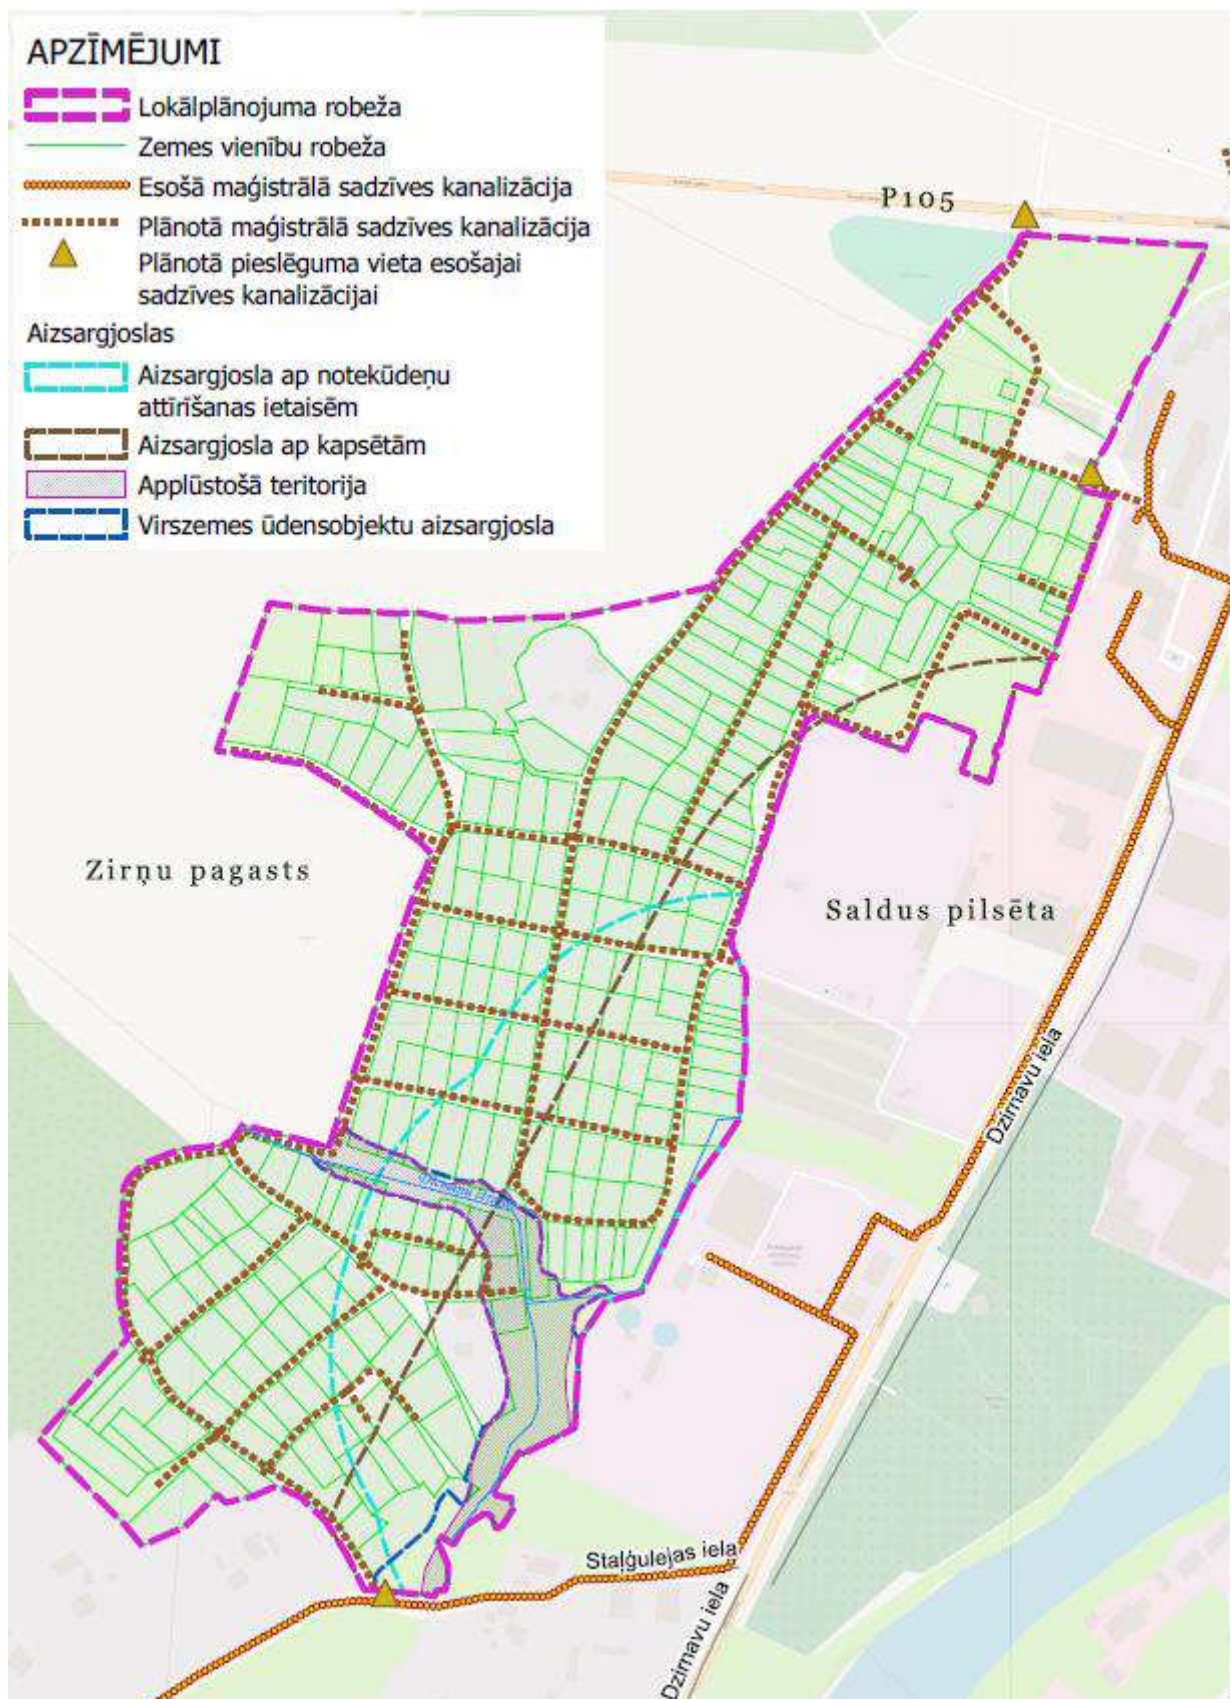 APZĪMĒJUMI
Lokālplānojuma robeža
Zemes vienību robeža
Esošā maģistrālā sadzīves kanalizācija
Plānotā maģistrālā sadzīves kanalizācija
Plānotā pieslēguma vieta esošajai
sadzīves kanalizācijai
Aizsargjoslas
Aizsargjosla ap notekūdeņu
attīrīšanas ietaisēm
Aizsargjosla ap kapsētām
Applūstošā teritorija
Virszemes ūdensobjektu aizsargjosla
P105
Zirņu pagasts
Saldus pilsēta
Dzirnavu iela
Staļģulejas iela
Dzirnavu iela